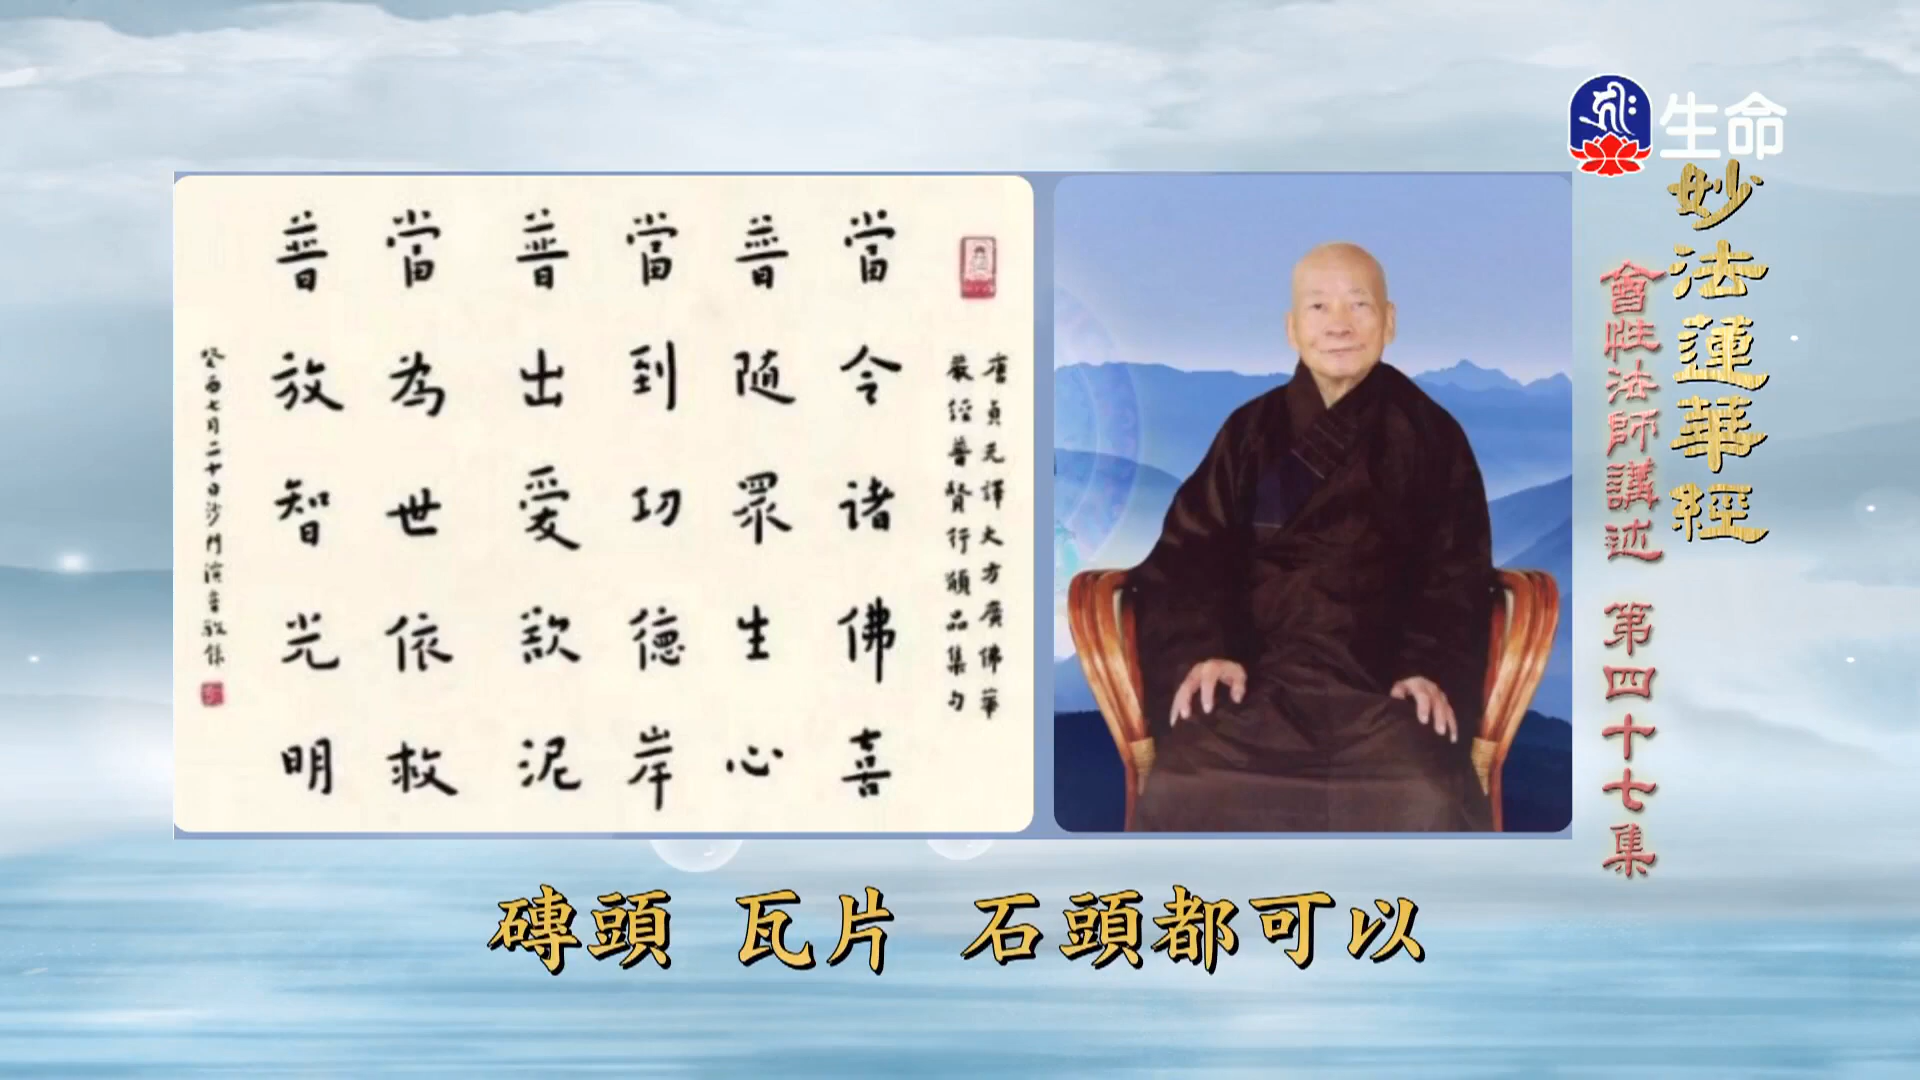 生命
妙法蓮華經
會性法師講述 第四十七集
唐貞元譯大方廣佛華
嚴經普賢行願品集句
當令諸佛喜
普隨眾生心
當到功德岸
普出愛欲泥
當為世依救
普放智光明
癸酉七月二十日沙門演音敬錄
磚頭 瓦片 石頭都可以